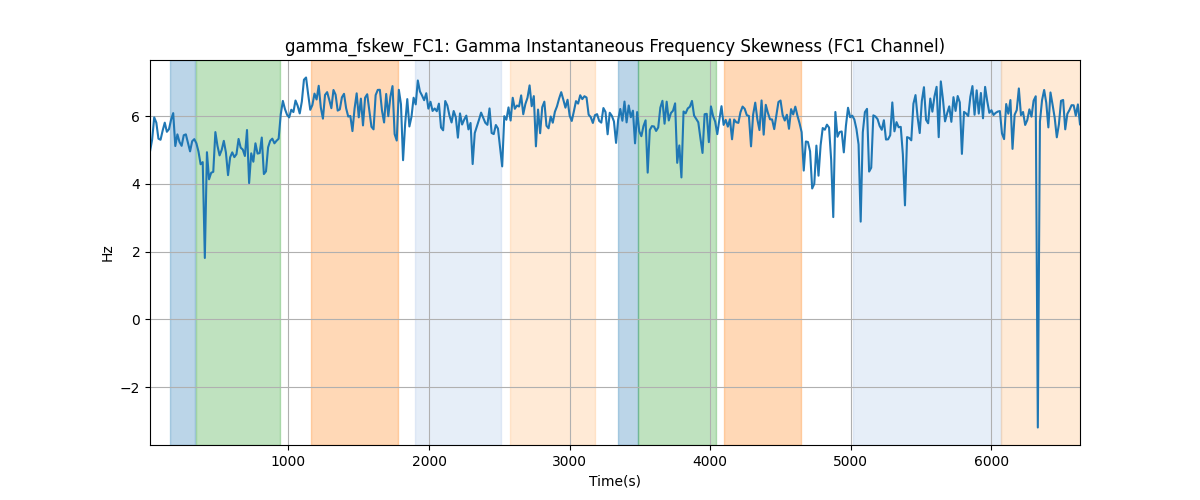 gamma_fskew_FC1: Gamma Instantaneous Frequency Skewness (FC1 Channel)
6
4
2
0
−2
Hz
1000 2000 3000 4000 5000 6000
Time(s)